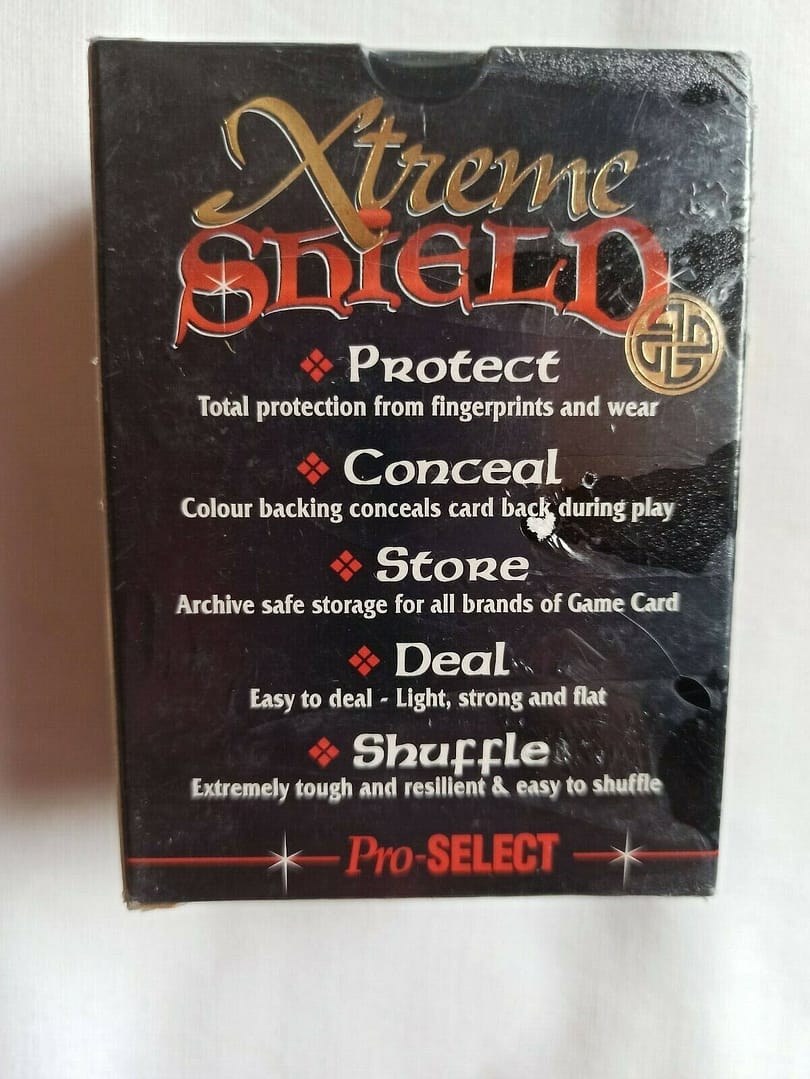 Xtreme
SHIELD
Protect
Total protection from fingerprints and wear
Conceal
Colour backing conceals card back during play
Store
Archive safe storage for all brands of Game Card
Deal
Easy to deal - Light, strong and flat
Shuffle
Extremely tough and resilient & easy to shuffle
Pro-SELECT